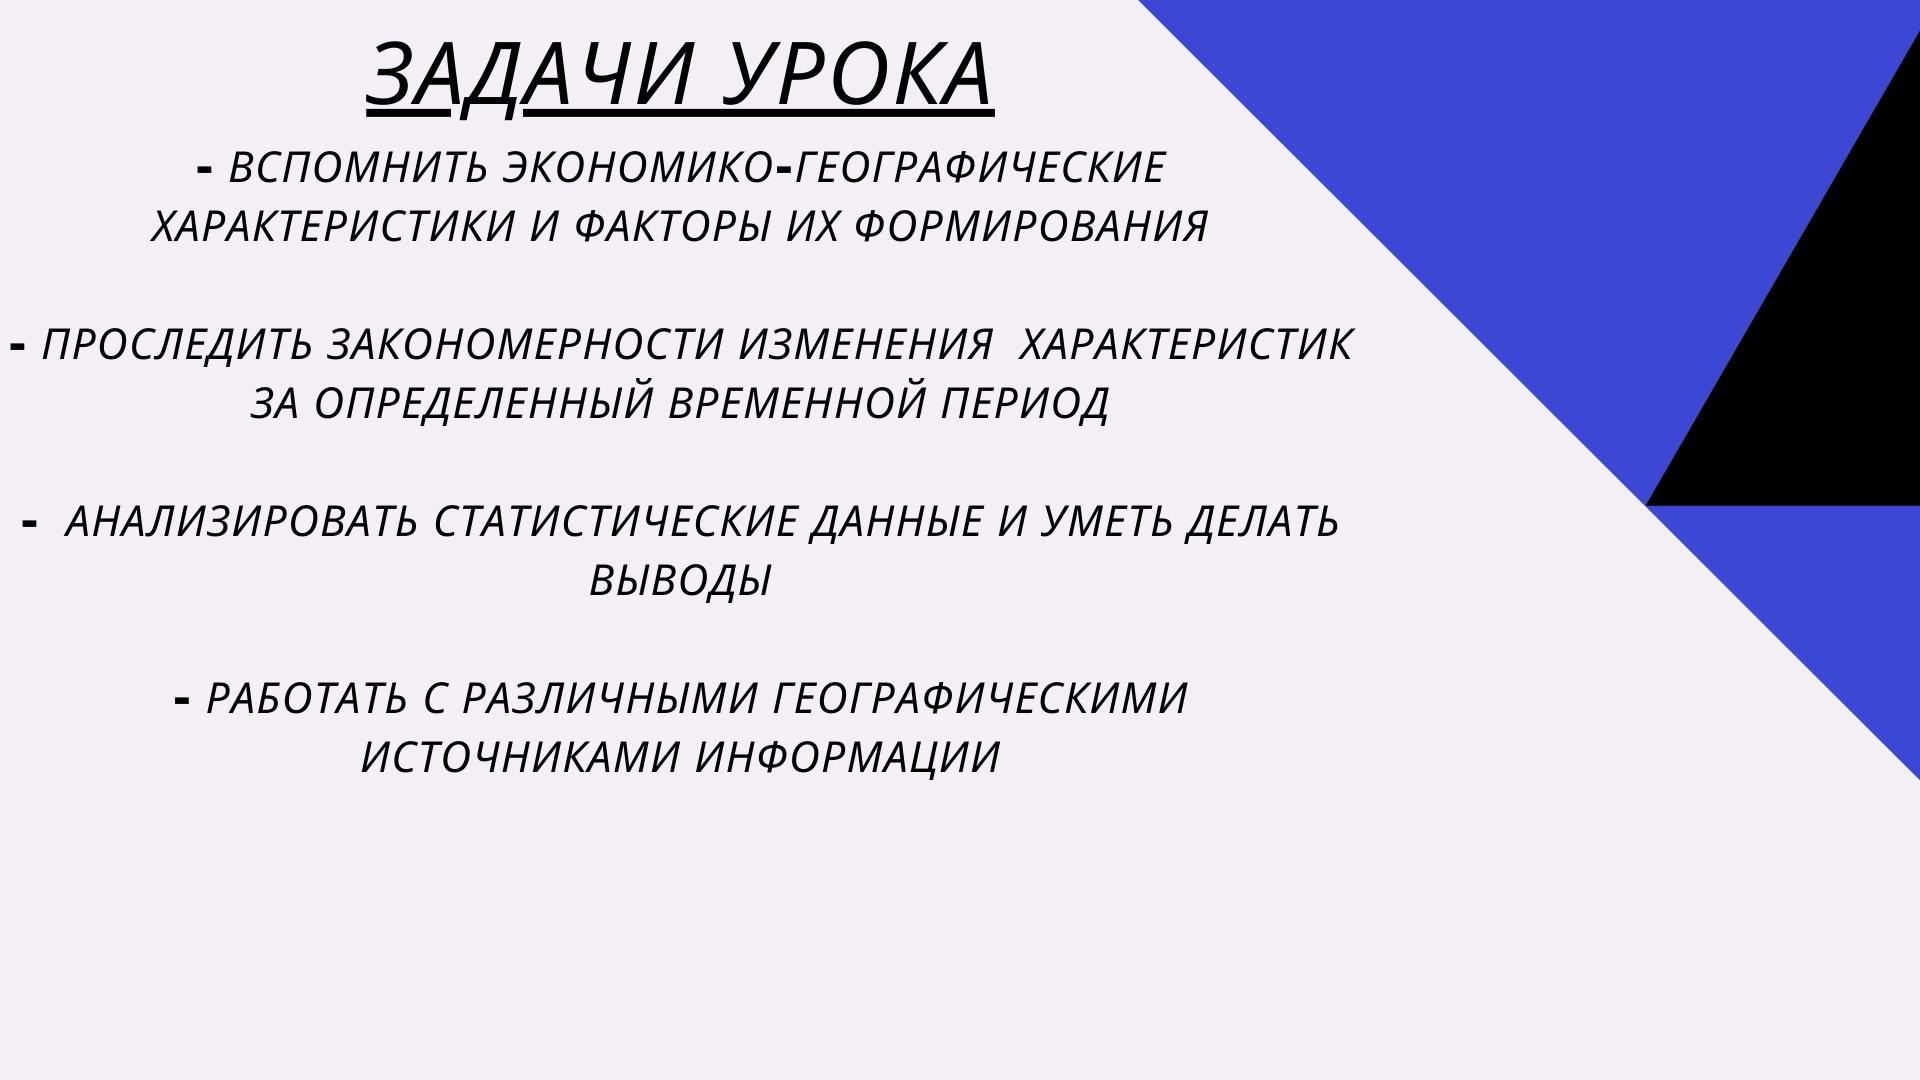 ЗАДАЧИ УРОКА
- ВСПОМНИТЬ ЭКОНОМИКО-ГЕОГРАФИЧЕСКИЕ
ХАРАКТЕРИСТИКИ И ФАКТОРЫ ИХ ФОРМИРОВАНИЯ
- ПРОСЛЕДИТЬ ЗАКОНОМЕРНОСТИ ИЗМЕНЕНИЯ  ХАРАКТЕРИСТИК
ЗА ОПРЕДЕЛЕННЫЙ ВРЕМЕННОЙ ПЕРИОД
-  АНАЛИЗИРОВАТЬ СТАТИСТИЧЕСКИЕ ДАННЫЕ И УМЕТЬ ДЕЛАТЬ
ВЫВОДЫ
- РАБОТАТЬ С РАЗЛИЧНЫМИ ГЕОГРАФИЧЕСКИМИ
ИСТОЧНИКАМИ ИНФОРМАЦИИ